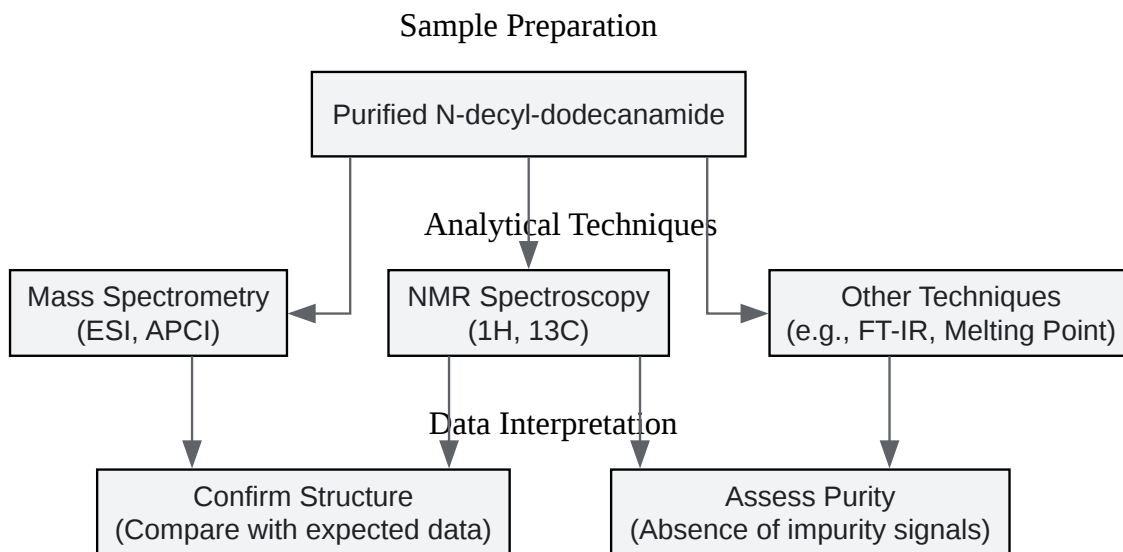 Sample Preparation
Purified N-decyl-dodecanamide
Analytical Techniques
Mass Spectrometry
(ESI, APCI)
NMR Spectroscopy
(1H, 13C)
Other Techniques
(e.g., FT-IR, Melting Point)
Data Interpretation
Confirm Structure
(Compare with expected data)
Assess Purity
(Absence of impurity signals)